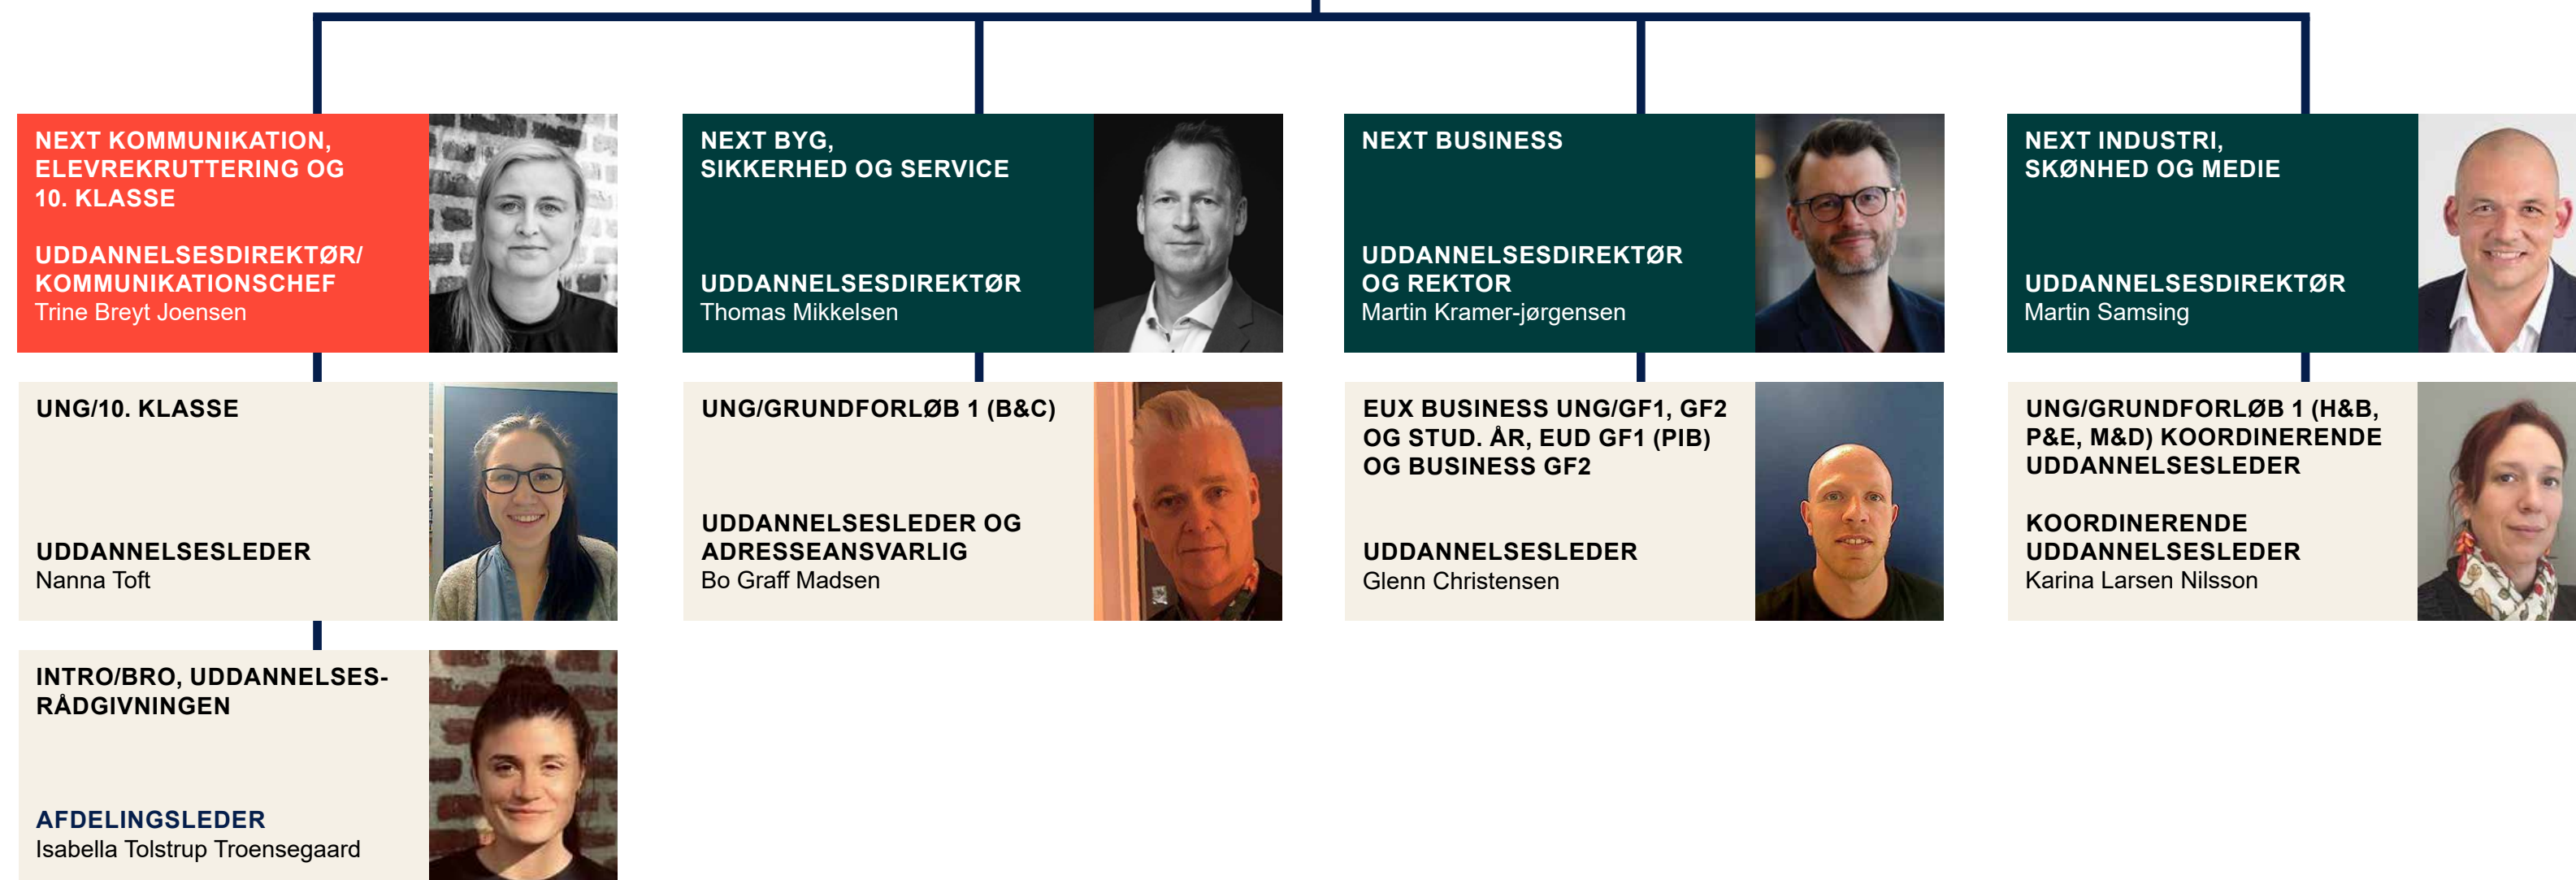 NEXT KOMMUNIKATION,
ELEVREKRUTTERING OG
10. KLASSE
UDDANNELSESDIREKTØR/
KOMMUNIKATIONSCHEF
Trine Breyt Joensen
NEXT BYG,
SIKKERHED OG SERVICE
UDDANNELSESDIREKTØR
Thomas Mikkelsen
NEXT BUSINESS
UDDANNELSESDIREKTØR
OG REKTOR
Martin Kramer-jørgensen
NEXT INDUSTRI,
SKØNHED OG MEDIE
UDDANNELSESDIREKTØR
Martin Samsing
UNG/10. KLASSE
UDDANNELSESLEDER
Nanna Toft
UNG/GRUNDFORLØB 1 (B&C)
UDDANNELSESLEDER OG
ADRESSEANSVARLIG
Bo Graff Madsen
EUX BUSINESS UNG/GF1, GF2
OG STUD. ÅR, EUD GF1 (PIB)
OG BUSINESS GF2
UDDANNELSESLEDER
Glenn Christensen
UNG/GRUNDFORLØB 1 (H&B,
P&E, M&D) KOORDINERENDE
UDDANNELSESLEDER
KOORDINERENDE
UDDANNELSESLEDER
Karina Larsen Nilsson
INTRO/BRO, UDDANNELSES-
RÅDGIVNINGEN
AFDELINGSLEDER
Isabella Tolstrup Troensegaard